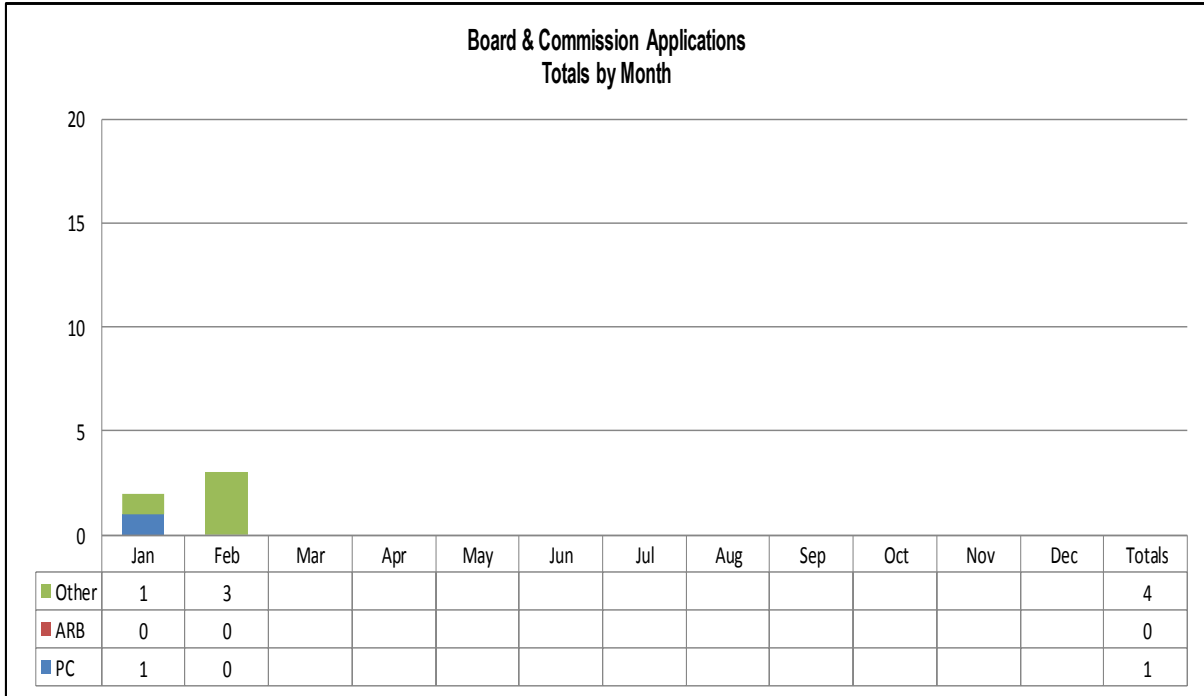 Board & Commission Applications
Totals by Month
20
15
10
5
0
Jan Feb Mar Apr May Jun Jul Aug Sep Oct Nov Dec Totals
Other 1 3 4
ARB 0 0 0
PC 1 0 1